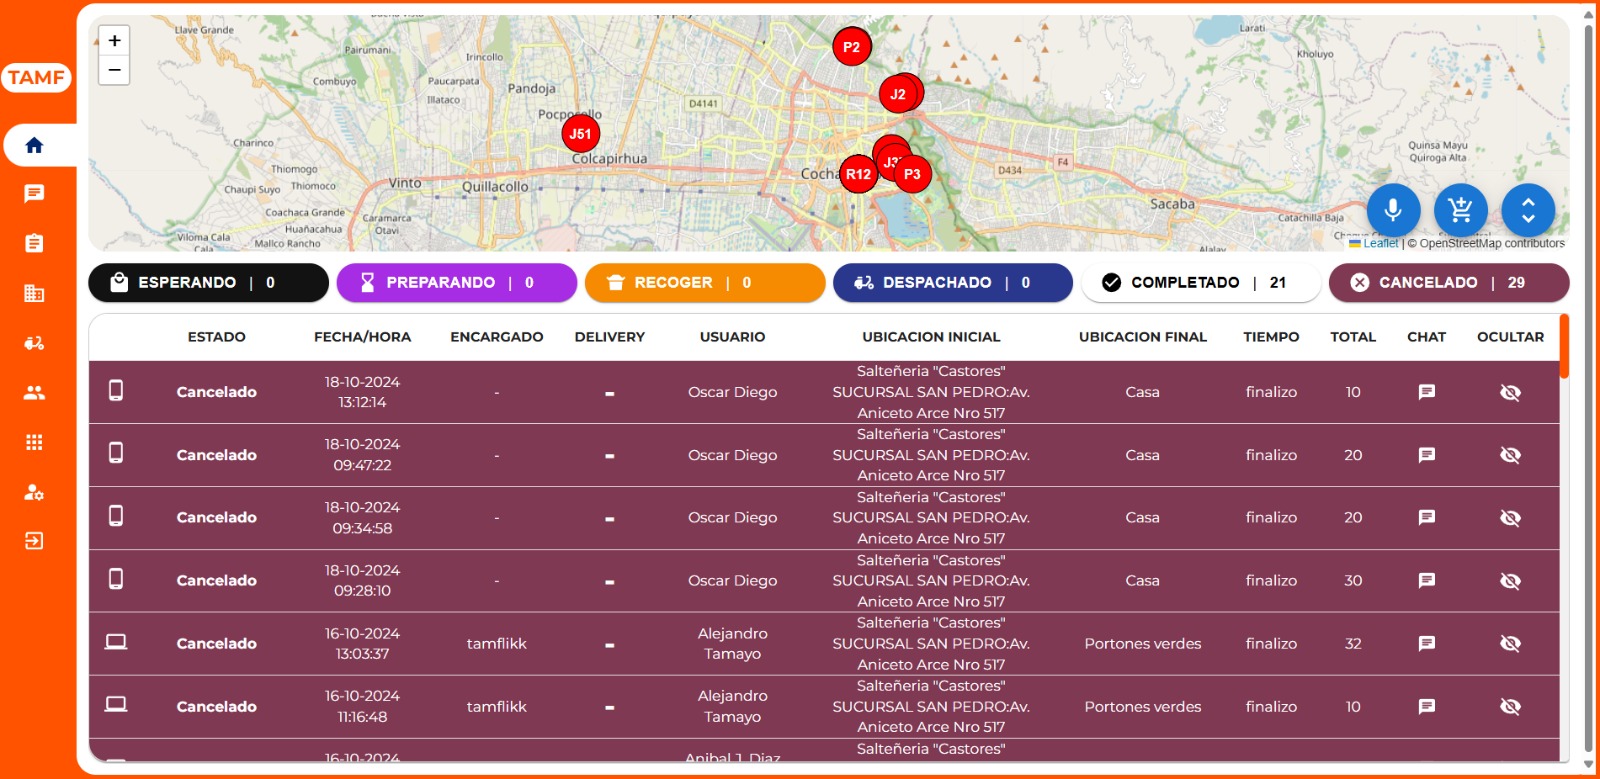 TAMF
+
−
Llave Grande
Pairumani
Irincollo
Combuyo
Paucarpata
Illataco
Pandoja
Pocpocollo
Charinco
Thiomogo
Chaupi Suyo
Thiomoco
Vinto
Quillacollo
Colcapirhua
Coachaca Grande
Huañacahua
Viloma Cala
Cala
Mallco Rancho
Caramarca
Otavi
D4141
P2
J2
J51
R12
P3
F4
D434
Sacaba
Larati
Kholuyo
Quinsa Mayu
Quiroga Alta
Catachilla Baja
Alalay
Leaflet | © OpenStreetMap contributors
ESPERANDO | 0
PREPARANDO | 0
RECOGER | 0
DESPACHADO | 0
COMPLETADO | 21
CANCELADO | 29
ESTADO FECHA/HORA ENCARGADO DELIVERY USUARIO UBICACION INICIAL UBICACION FINAL TIEMPO TOTAL CHAT OCULTAR
Cancelado 18-10-2024 13:12:14 - - Oscar Diego Salteñeria "Castores" SUCURSAL SAN PEDRO:Av. Aniceto Arce Nro 517 Casa finalizo 10
Cancelado 18-10-2024 09:47:22 - - Oscar Diego Salteñeria "Castores" SUCURSAL SAN PEDRO:Av. Aniceto Arce Nro 517 Casa finalizo 20
Cancelado 18-10-2024 09:34:58 - - Oscar Diego Salteñeria "Castores" SUCURSAL SAN PEDRO:Av. Aniceto Arce Nro 517 Casa finalizo 20
Cancelado 18-10-2024 09:28:10 - - Oscar Diego Salteñeria "Castores" SUCURSAL SAN PEDRO:Av. Aniceto Arce Nro 517 Casa finalizo 30
Cancelado 16-10-2024 13:03:37 tamflikk - Alejandro Tamayo Salteñeria "Castores" SUCURSAL SAN PEDRO:Av. Aniceto Arce Nro 517 Portones verdes finalizo 32
Cancelado 16-10-2024 11:16:48 tamflikk - Alejandro Tamayo Salteñeria "Castores" SUCURSAL SAN PEDRO:Av. Aniceto Arce Nro 517 Portones verdes finalizo 10
16-10-2024 Anibal J. Diaz Salteñeria "Castores"